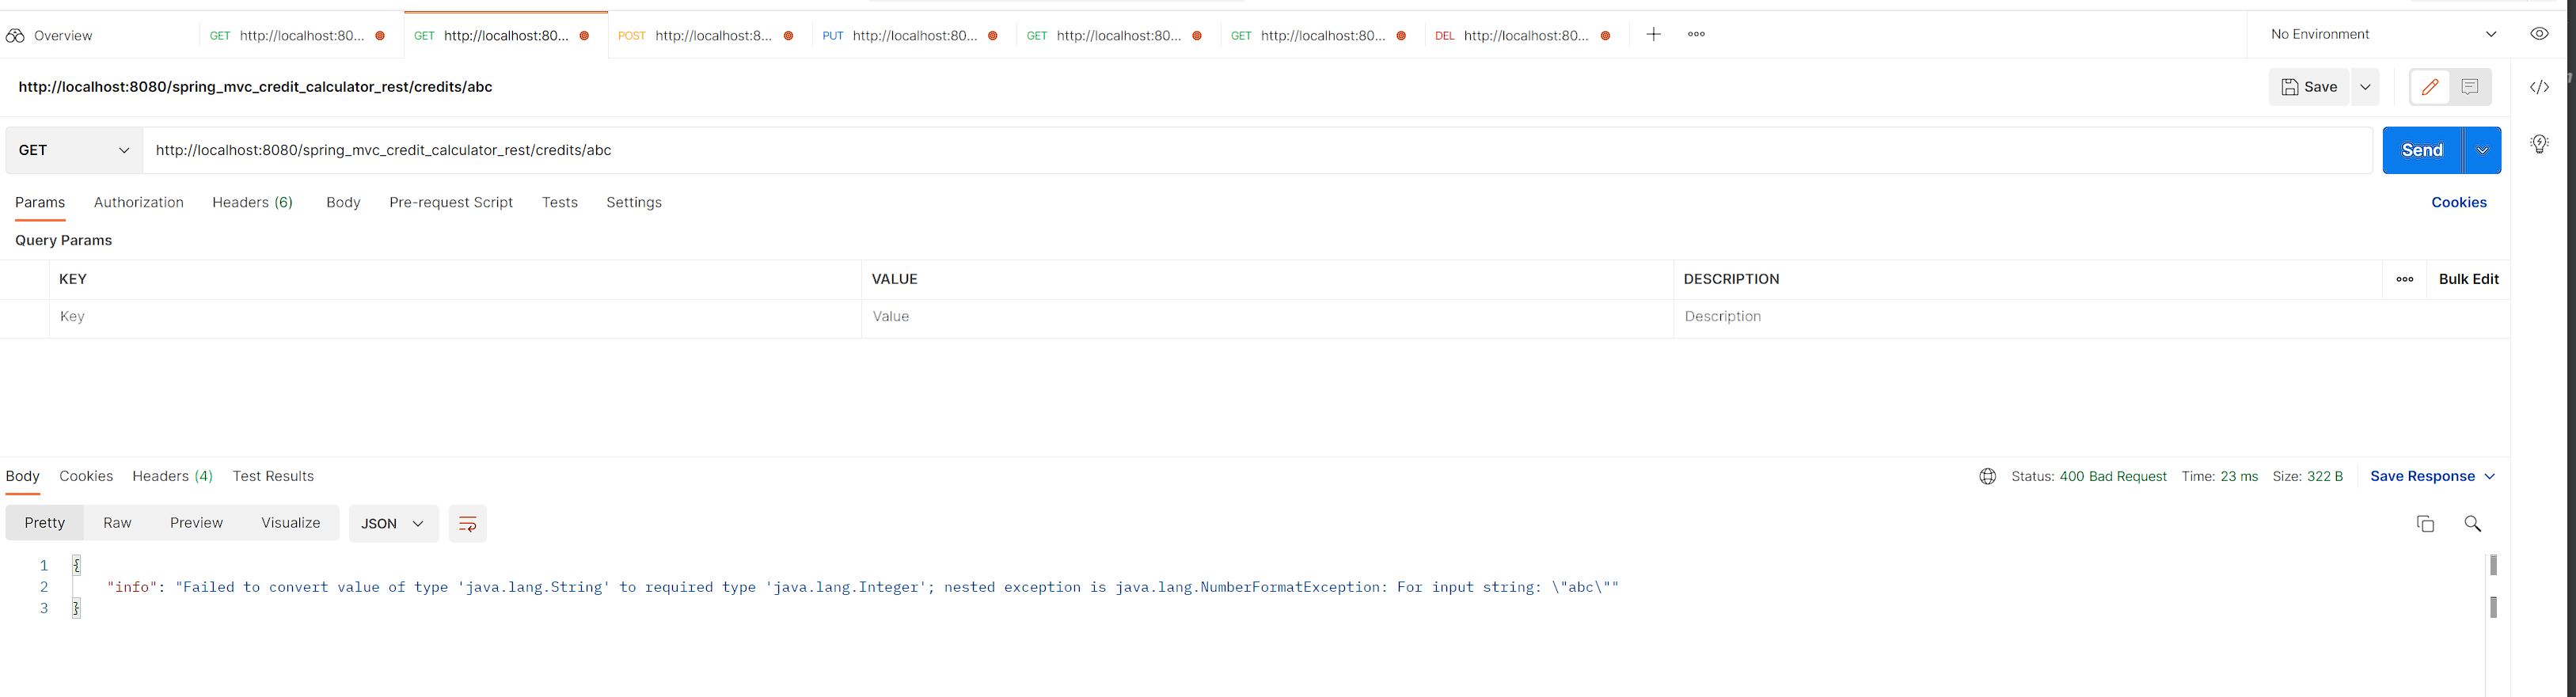 Overview GET http://localhost:80... GET http://localhost:80... POST http://localhost:8... PUT http://localhost:80... GET http://localhost:80... GET http://localhost:80... DEL http://localhost:80... No Environment
http://localhost:8080/spring_mvc_credit_calculator_rest/credits/abc Save
GET http://localhost:8080/spring_mvc_credit_calculator_rest/credits/abc Send
Params Authorization Headers (6) Body Pre-request Script Tests Settings Cookies
Query Params
KEY VALUE DESCRIPTION Bulk Edit
Key Value Description
Body Cookies Headers (4) Test Results Status: 400 Bad Request Time: 23 ms Size: 322 B Save Response
Pretty Raw Preview Visualize JSON
1 {
2 "info": "Failed to convert value of type 'java.lang.String' to required type 'java.lang.Integer'; nested exception is java.lang.NumberFormatException: For input string: \"abc\""
3 }